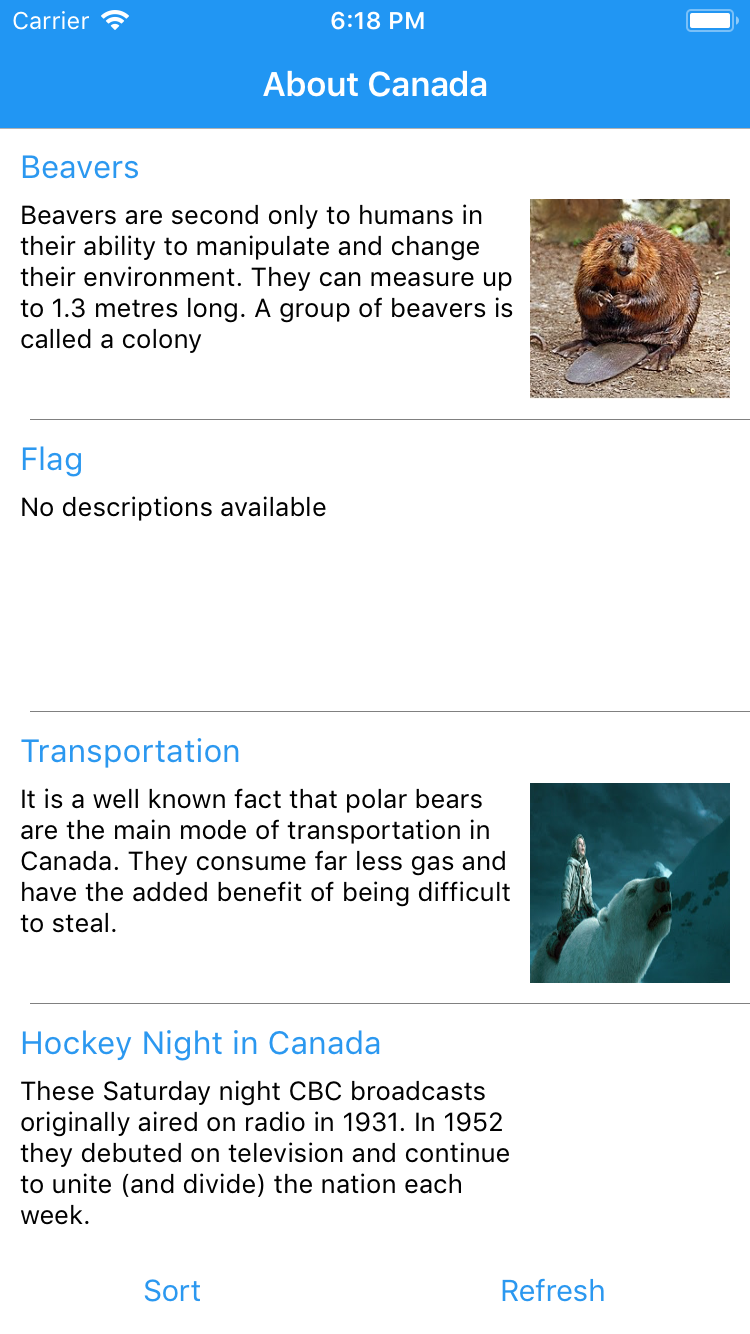 Carrier 6:18 PM
About Canada
Beavers
Beavers are second only to humans in
their ability to manipulate and change
their environment. They can measure up
to 1.3 metres long. A group of beavers is
called a colony
Flag
No descriptions available
Transportation
It is a well known fact that polar bears
are the main mode of transportation in
Canada. They consume far less gas and
have the added benefit of being difficult
to steal.
Hockey Night in Canada
These Saturday night CBC broadcasts
originally aired on radio in 1931. In 1952
they debuted on television and continue
to unite (and divide) the nation each
week.
Sort Refresh